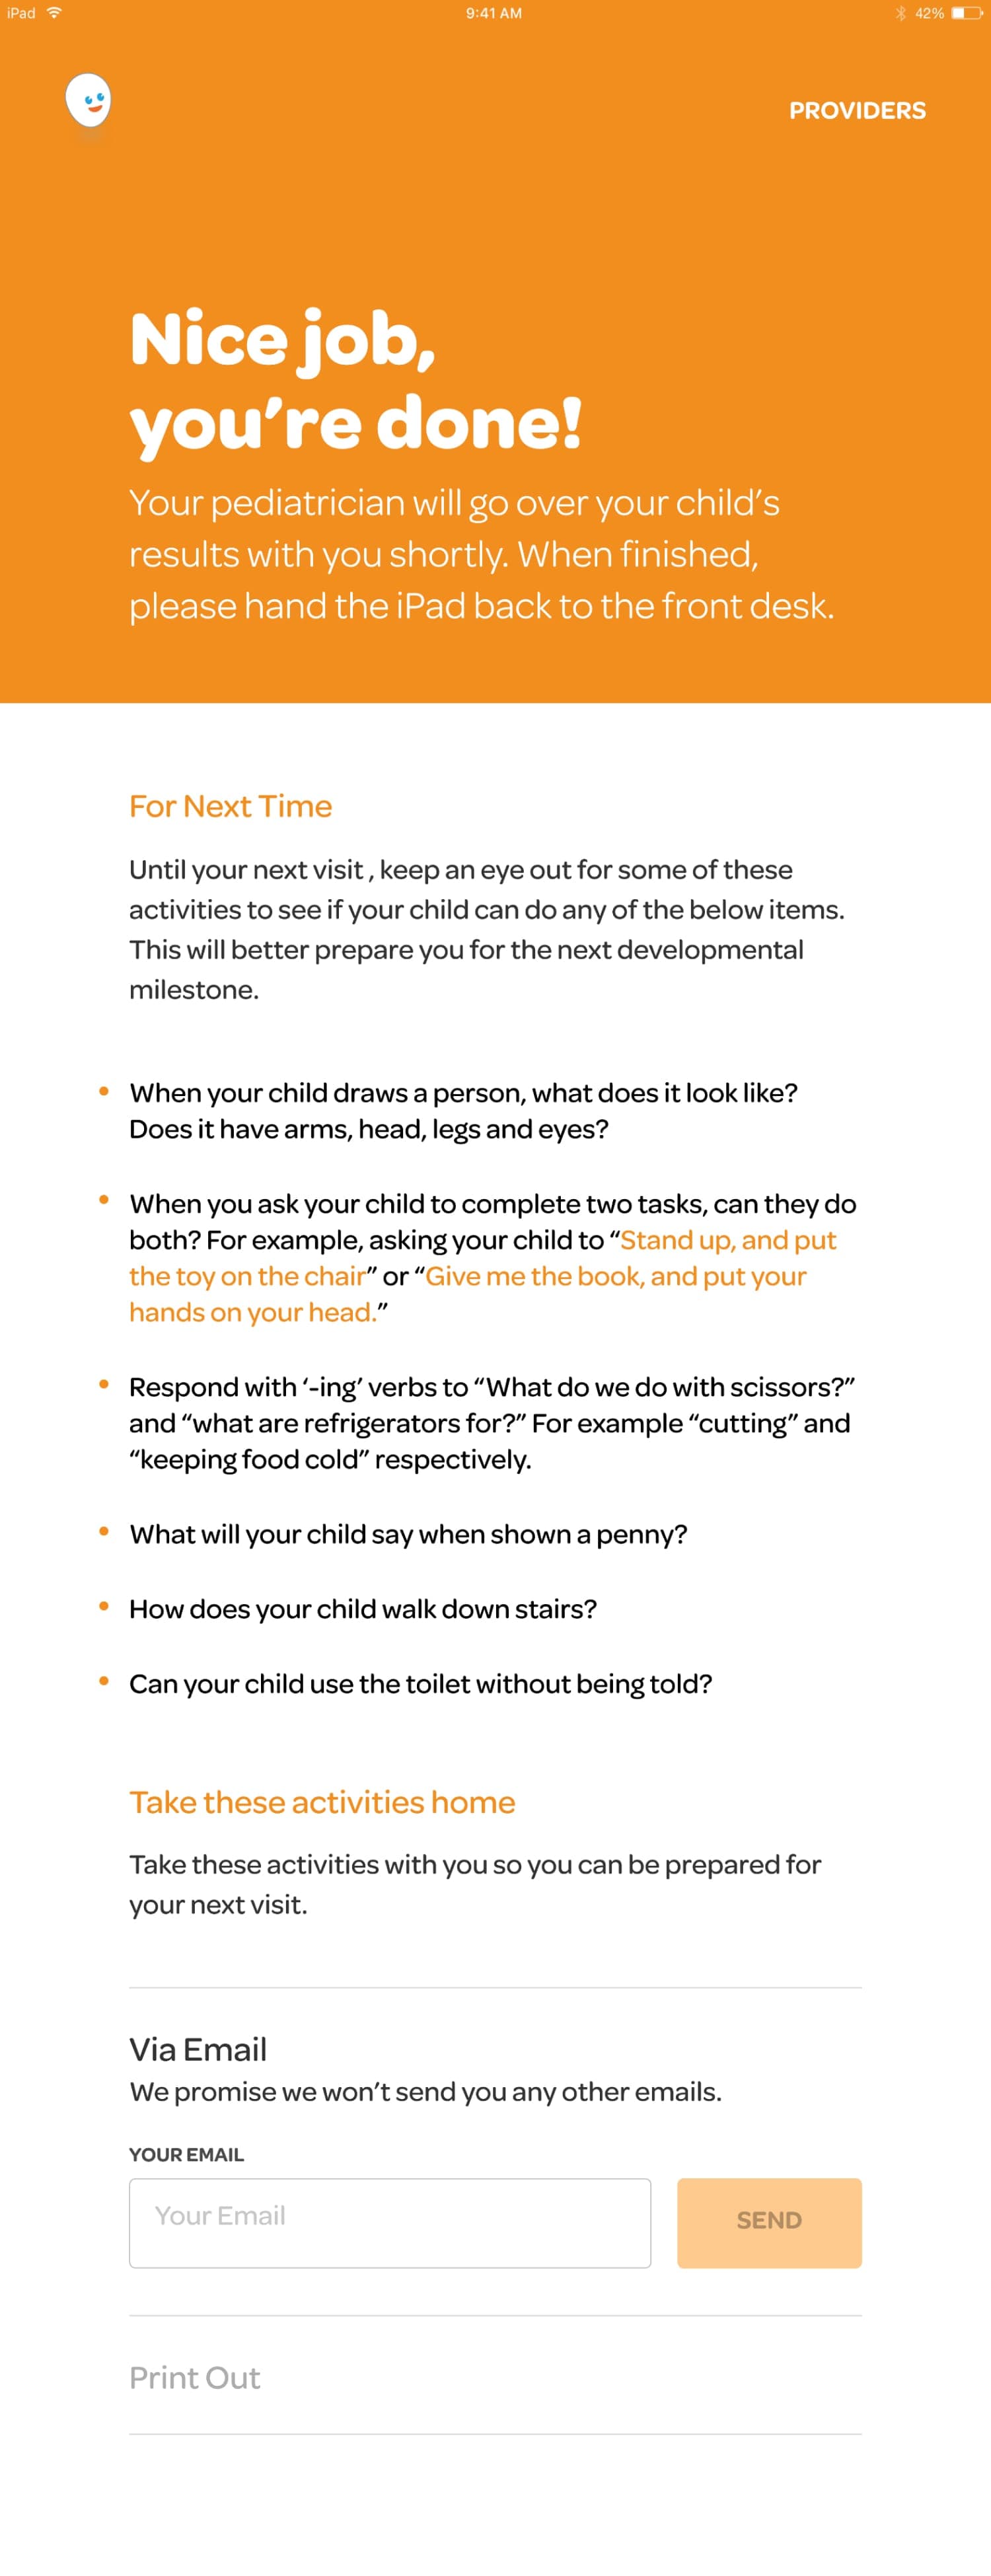 iPad
9:41 AM
42%
PROVIDERS
Nice job,
you’re done!
Your pediatrician will go over your child’s
results with you shortly. When finished,
please hand the iPad back to the front desk.
For Next Time
Until your next visit , keep an eye out for some of these
activities to see if your child can do any of the below items.
This will better prepare you for the next developmental
milestone.
• When your child draws a person, what does it look like?
Does it have arms, head, legs and eyes?
• When you ask your child to complete two tasks, can they do
both? For example, asking your child to “Stand up, and put
the toy on the chair” or “Give me the book, and put your
hands on your head.”
• Respond with ‘-ing’ verbs to “What do we do with scissors?”
and “what are refrigerators for?” For example “cutting” and
“keeping food cold” respectively.
• What will your child say when shown a penny?
• How does your child walk down stairs?
• Can your child use the toilet without being told?
Take these activities home
Take these activities with you so you can be prepared for
your next visit.
Via Email
We promise we won’t send you any other emails.
YOUR EMAIL
Your Email
SEND
Print Out